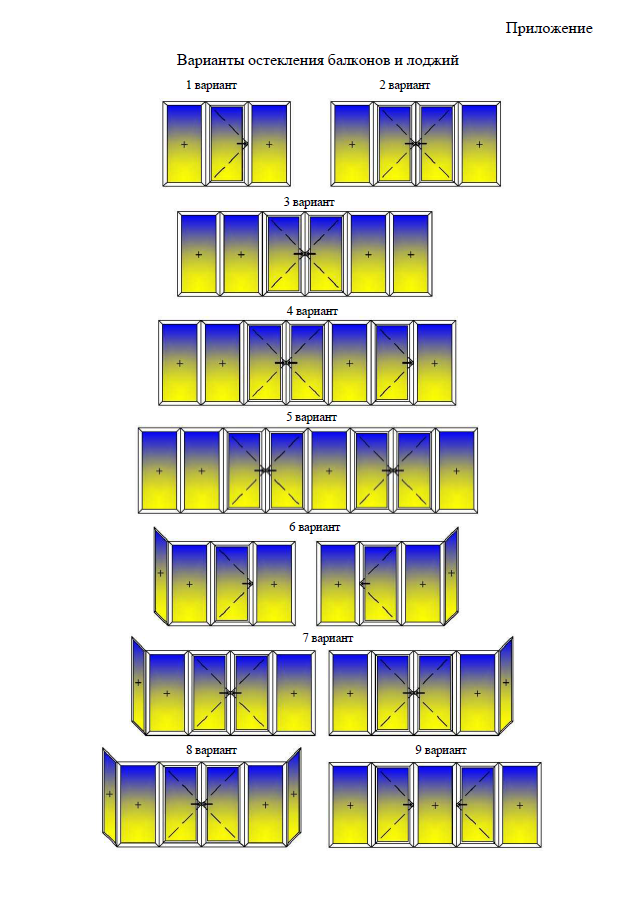 Приложение
Варианты остекления балконов и лоджий
1 вариант
2 вариант
3 вариант
4 вариант
5 вариант
6 вариант
7 вариант
8 вариант
9 вариант